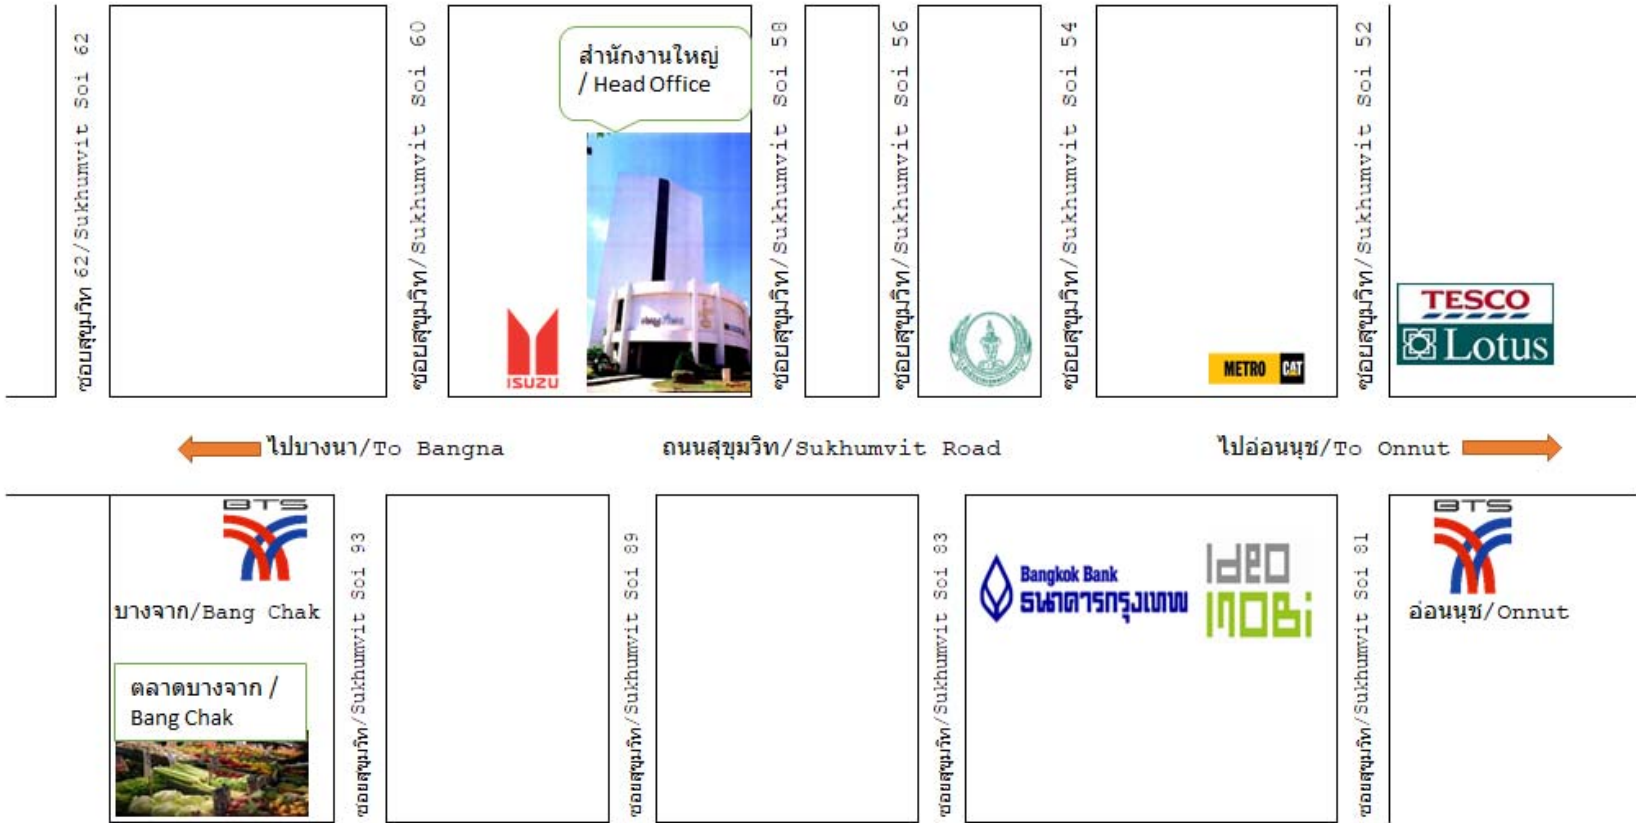 ซอยสุขุมวิท 62/Sukhumvit Soi 62
ซอยสุขุมวิท/Sukhumvit Soi 60
สำนักงานใหญ่
/ Head Office
ISUZU
ซอยสุขุมวิท/Sukhumvit Soi 58
ซอยสุขุมวิท/Sukhumvit Soi 56
ซอยสุขุมวิท/Sukhumvit Soi 54
METRO CAT
ซอยสุขุมวิท/Sukhumvit Soi 52
TESCO
Lotus
ไปบางนา/To Bangna
ถนนสุขุมวิท/Sukhumvit Road
ไปอ่อนนุช/To Onnut
BTS
บางจาก/Bang Chak
ตลาดบางจาก /
Bang Chak
ซอยสุขุมวิท/Sukhumvit Soi 93
ซอยสุขุมวิท/Sukhumvit Soi 89
ซอยสุขุมวิท/Sukhumvit Soi 83
Bangkok Bank
ธนาคารกรุงเทพ
Ideo
MOBi
ซอยสุขุมวิท/Sukhumvit Soi 81
BTS
อ่อนนุช/Onnut